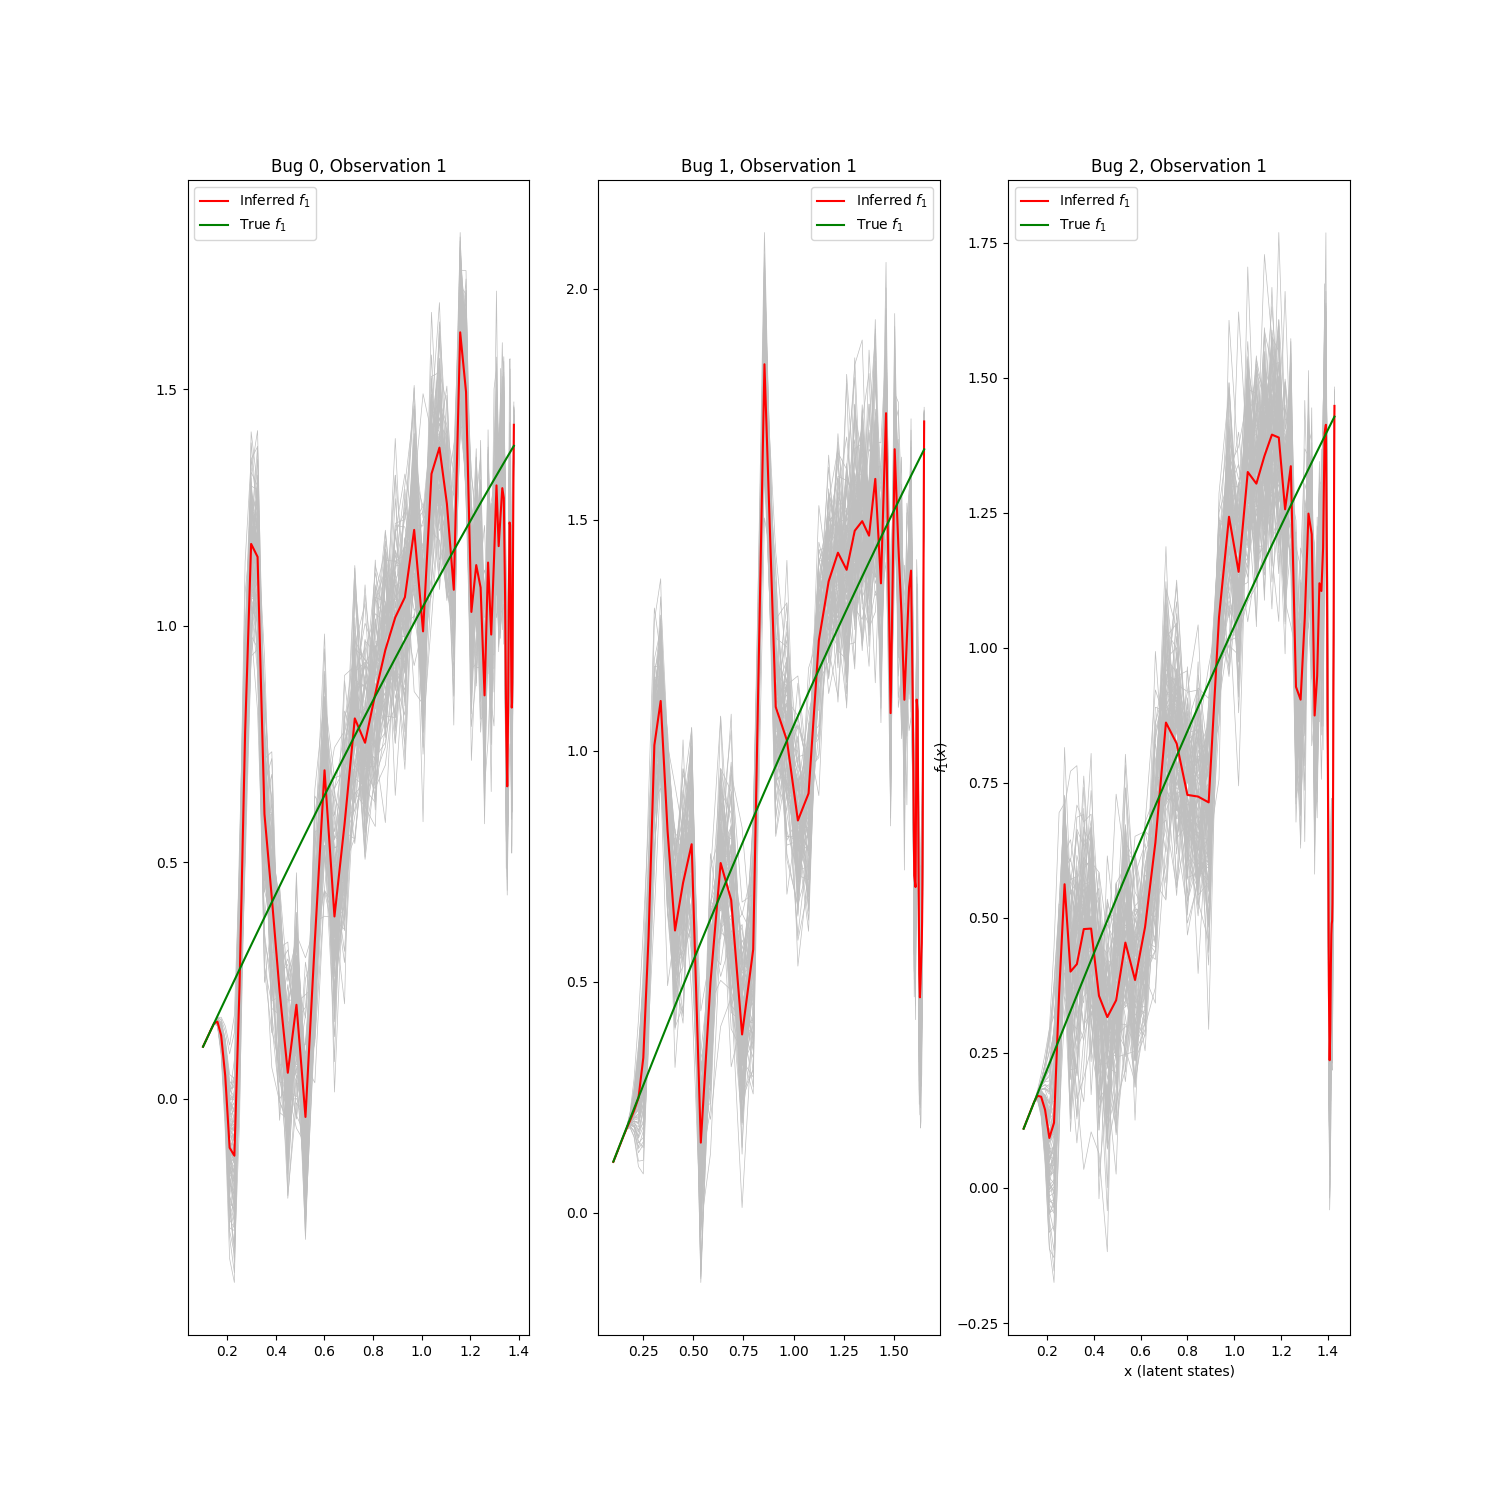 Bug 0, Observation 1
Inferred f₁
True f₁
1.5
1.0
0.5
0.0
0.2 0.4 0.6 0.8 1.0 1.2 1.4
Bug 1, Observation 1
Inferred f₁
True f₁
2.0
1.5
1.0
0.5
0.0
0.25 0.50 0.75 1.00 1.25 1.50
Bug 2, Observation 1
Inferred f₁
True f₁
f₁(x)
1.75
1.50
1.25
1.00
0.75
0.50
0.25
0.00
−0.25
0.2 0.4 0.6 0.8 1.0 1.2 1.4
x (latent states)